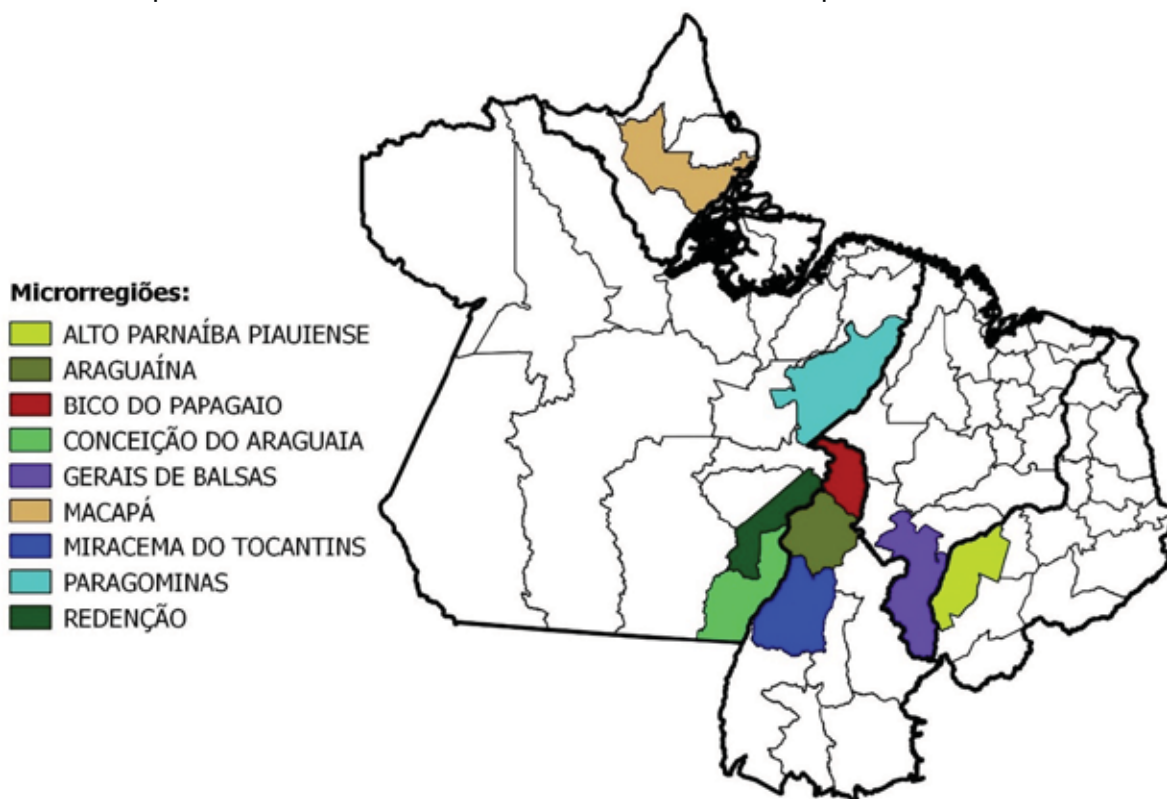 Microrregiões:
ALTO PARNAÍBA PIAUIENSE
ARAGUAÍNA
BICO DO PAPAGAIO
CONCEIÇÃO DO ARAGUAIA
GERAIS DE BALSAS
MACAPÁ
MIRACEMA DO TOCANTINS
PARAGOMINAS
REDENÇÃO